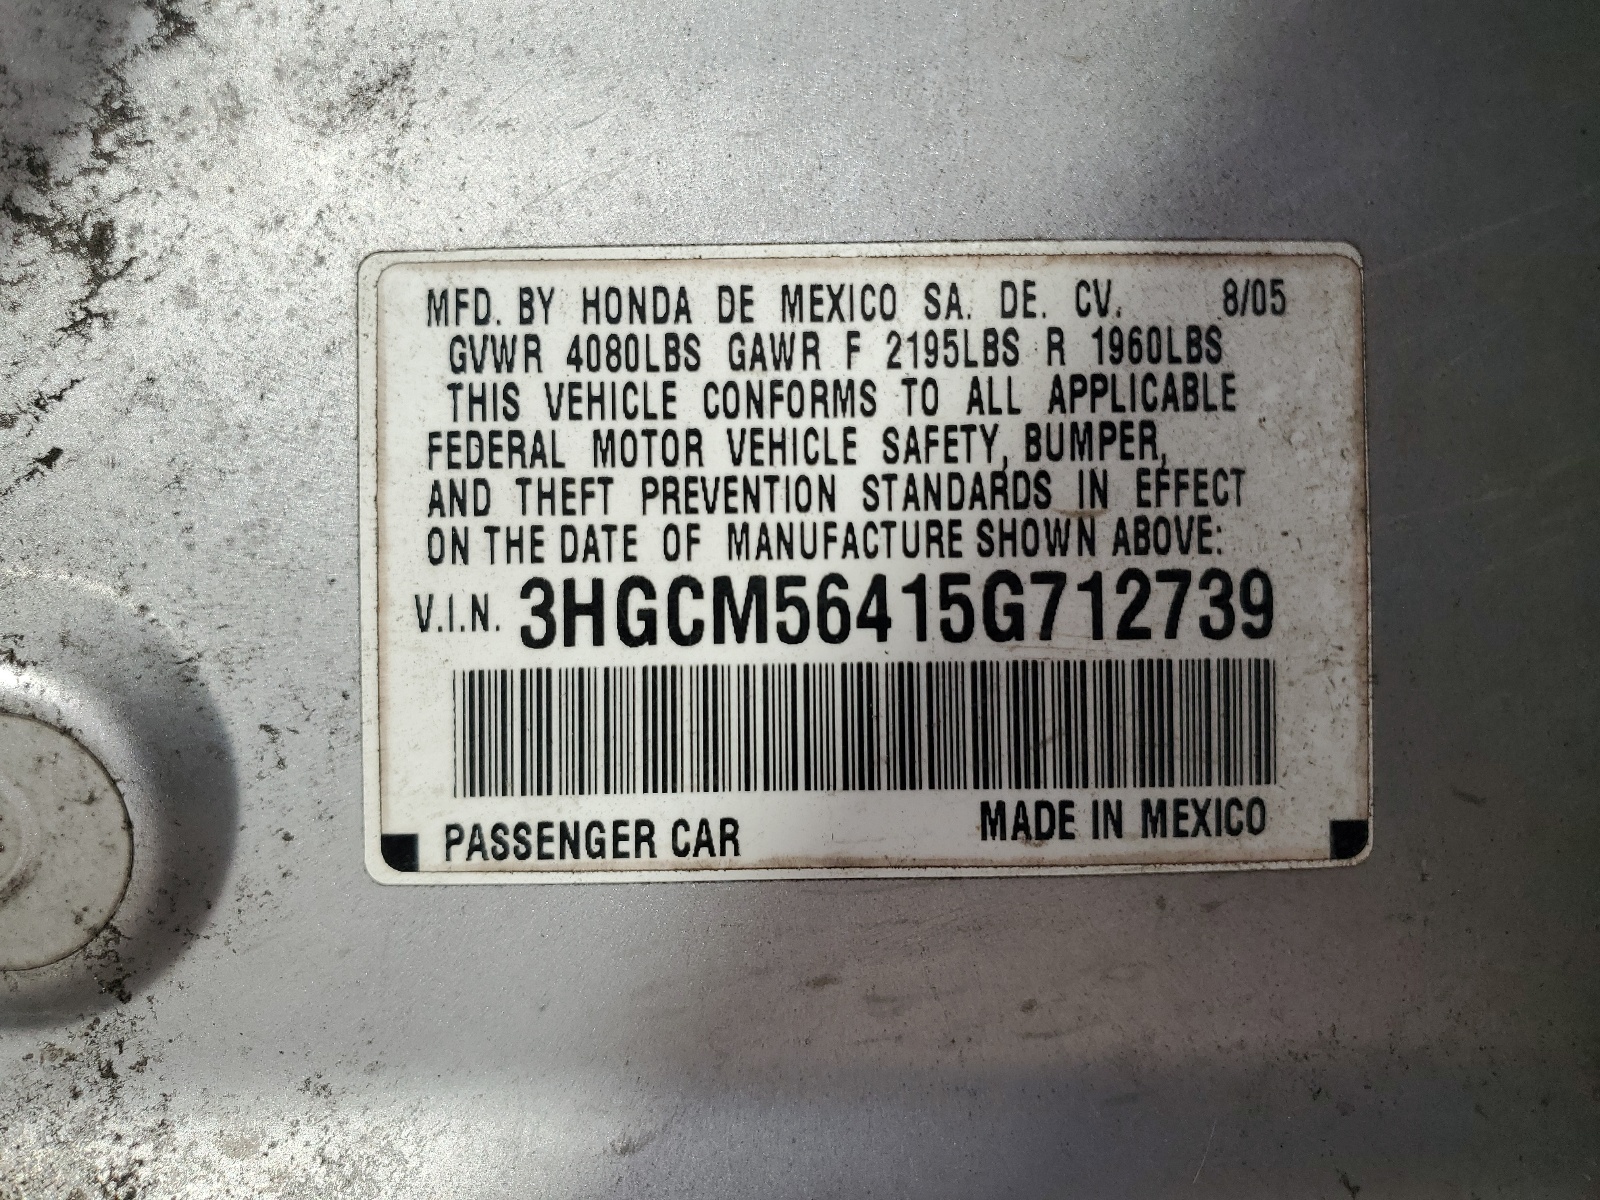 MFD. BY HONDA DE MEXICO SA. DE. CV. 8/05
GVWR 4080LBS GAWR F 2195LBS R 1960LBS
THIS VEHICLE CONFORMS TO ALL APPLICABLE
FEDERAL MOTOR VEHICLE SAFETY, BUMPER,
AND THEFT PREVENTION STANDARDS IN EFFECT
ON THE DATE OF MANUFACTURE SHOWN ABOVE:
V.I.N. 3HGCM56415G712739
PASSENGER CAR MADE IN MEXICO